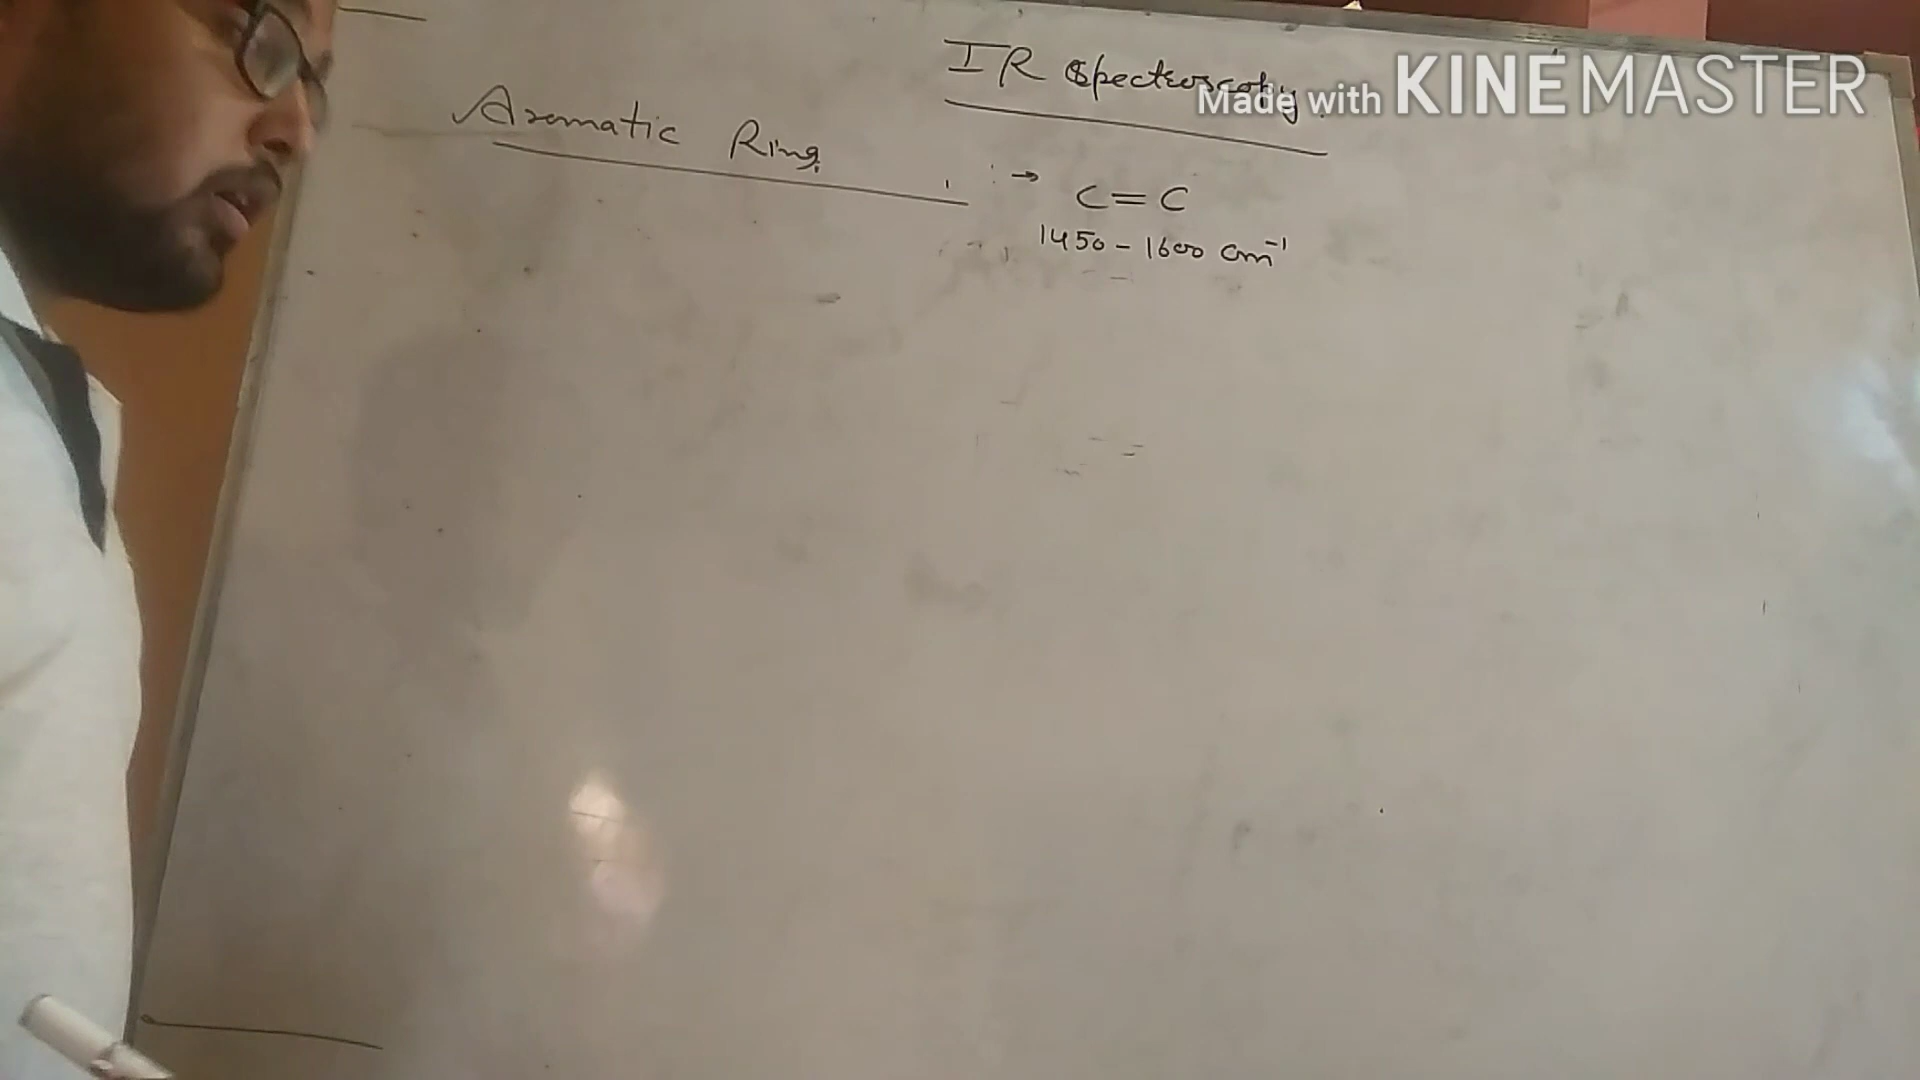 IR Spectroscopy.
Made with KINEMASTER
Aromatic Ring
: → C=C
1450 - 1600 cm⁻¹